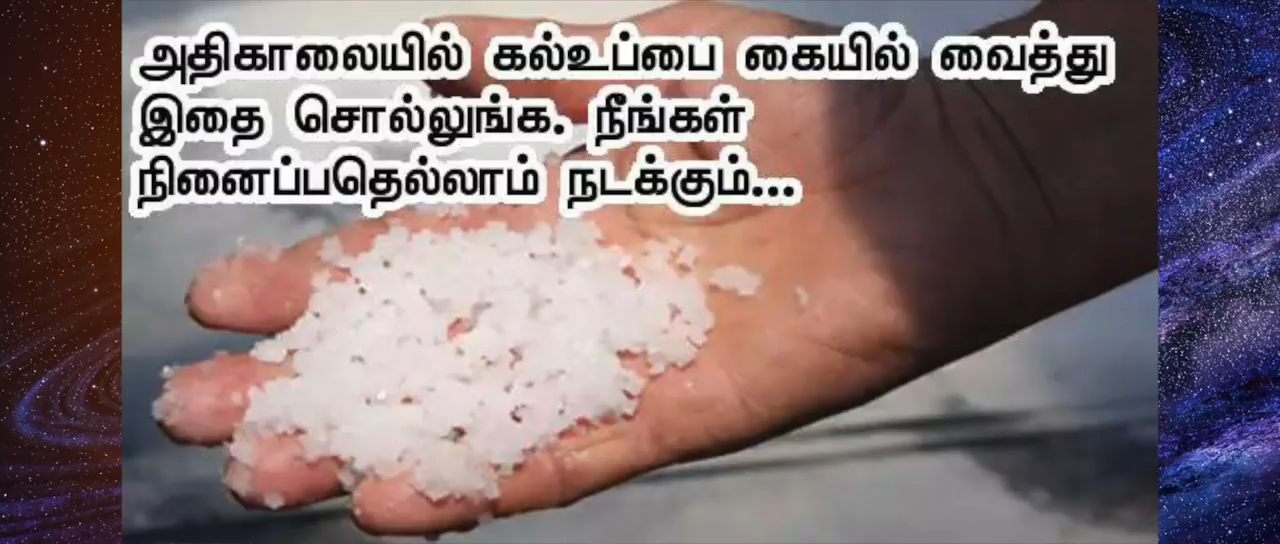 அதிகாலையில் கல்உப்பை கையில் வைத்து
இதை சொல்லுங்க. நீங்கள்
நினைப்பதெல்லாம் நடக்கும்...